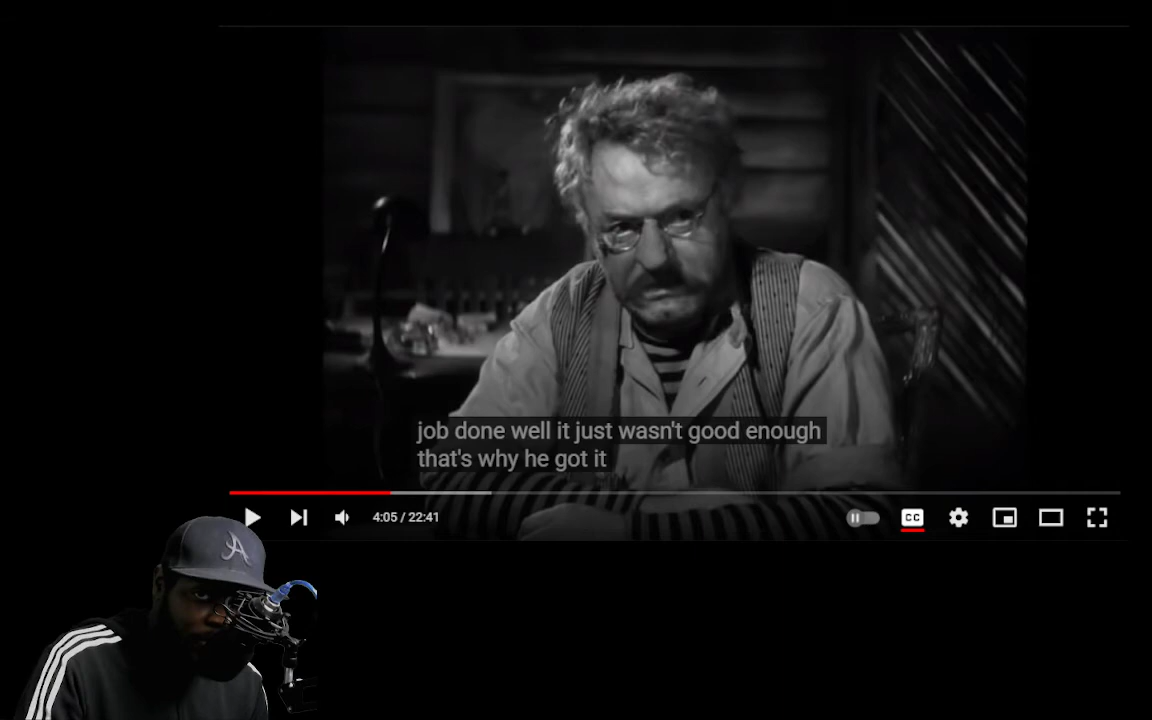 job done well it just wasn't good enough
that's why he got it
4:05 / 22:41
CC
A